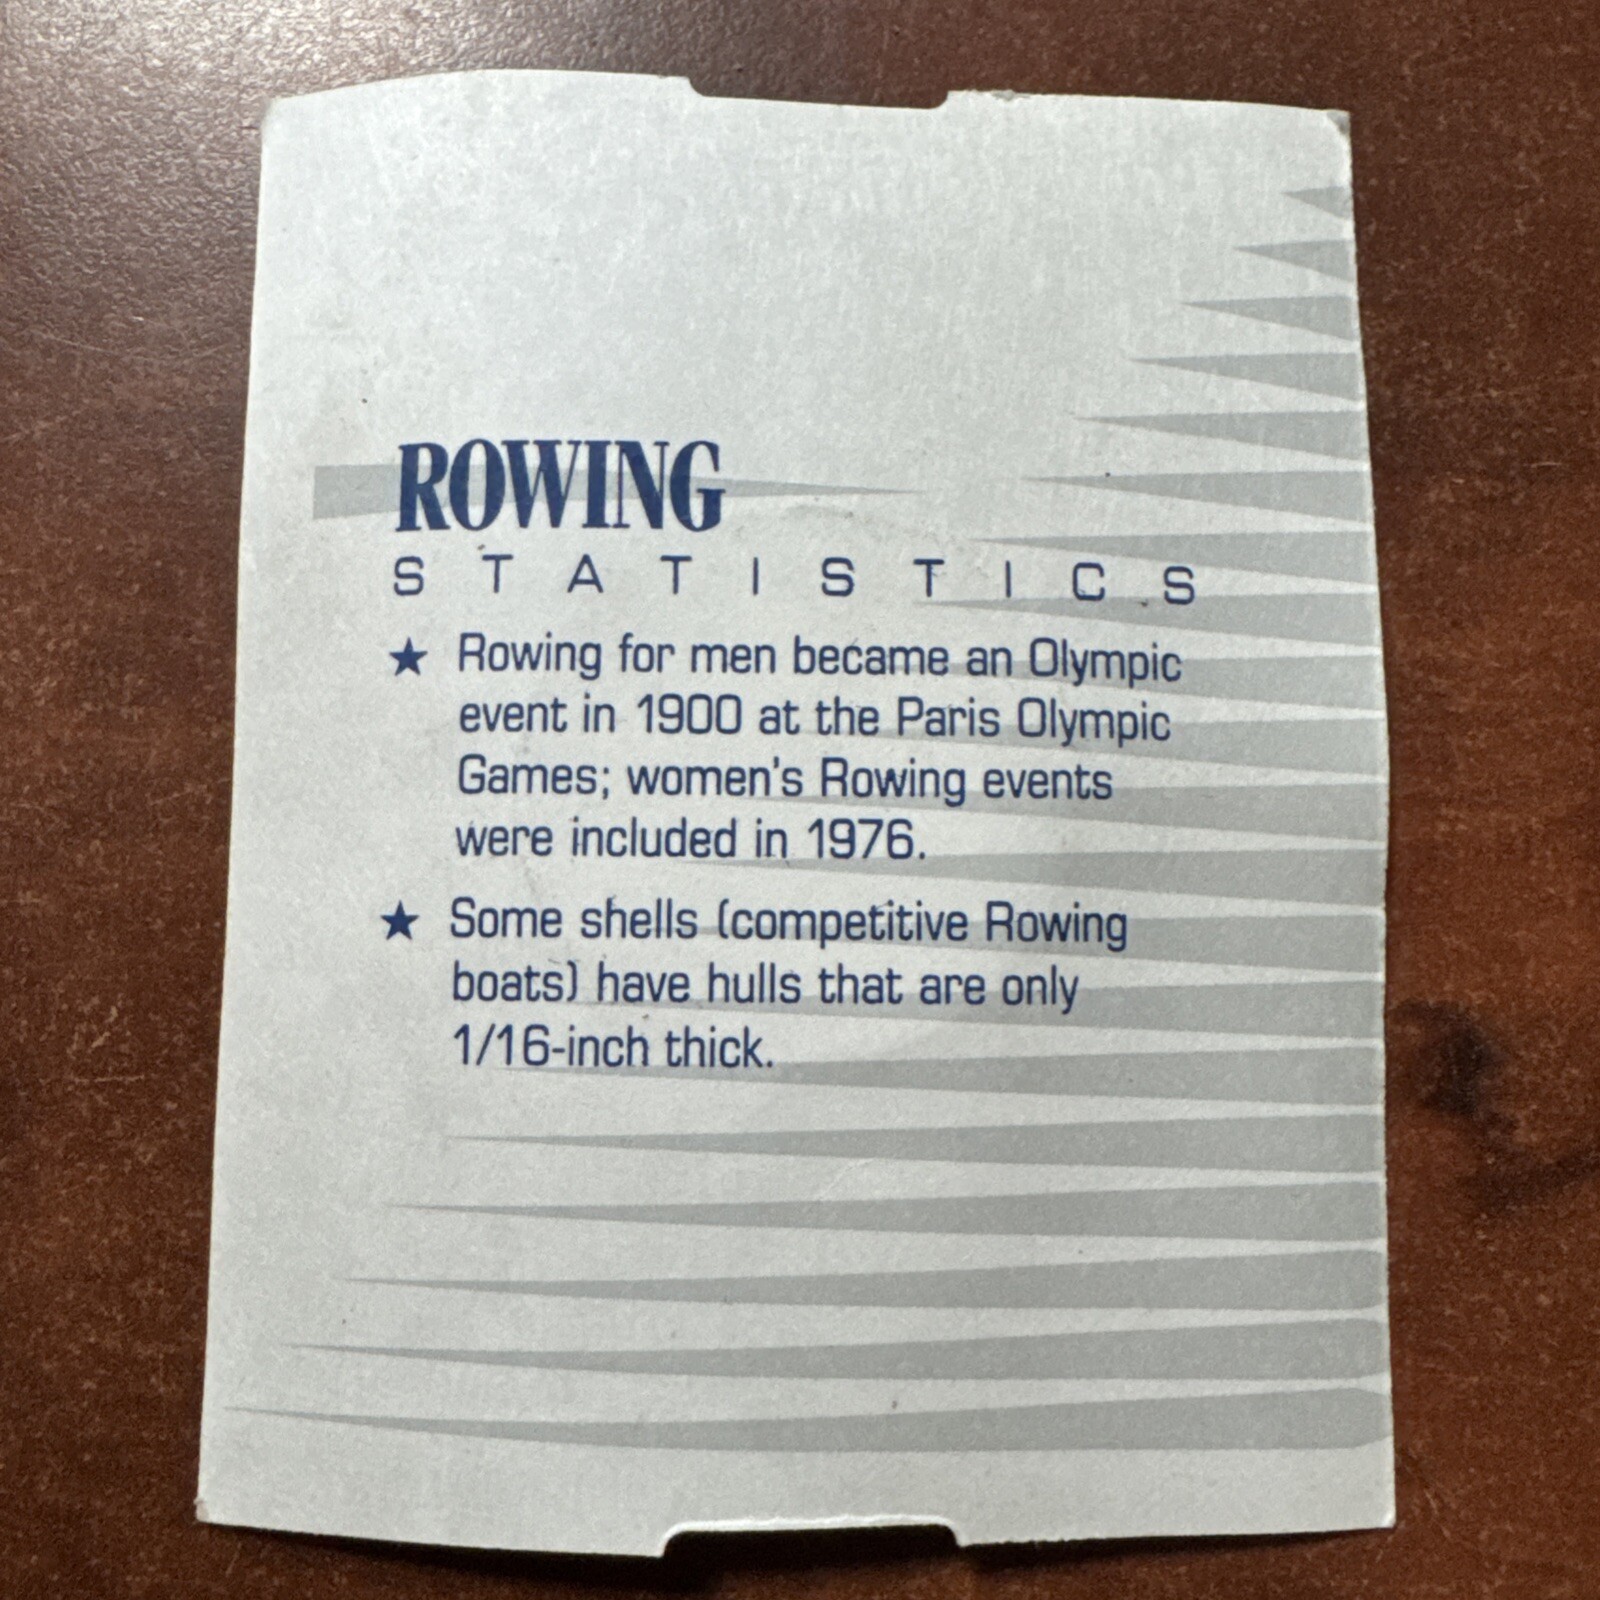 ROWING
STATISTICS
★ Rowing for men became an Olympic
event in 1900 at the Paris Olympic
Games; women's Rowing events
were included in 1976.
★ Some shells (competitive Rowing
boats) have hulls that are only
1/16-inch thick.